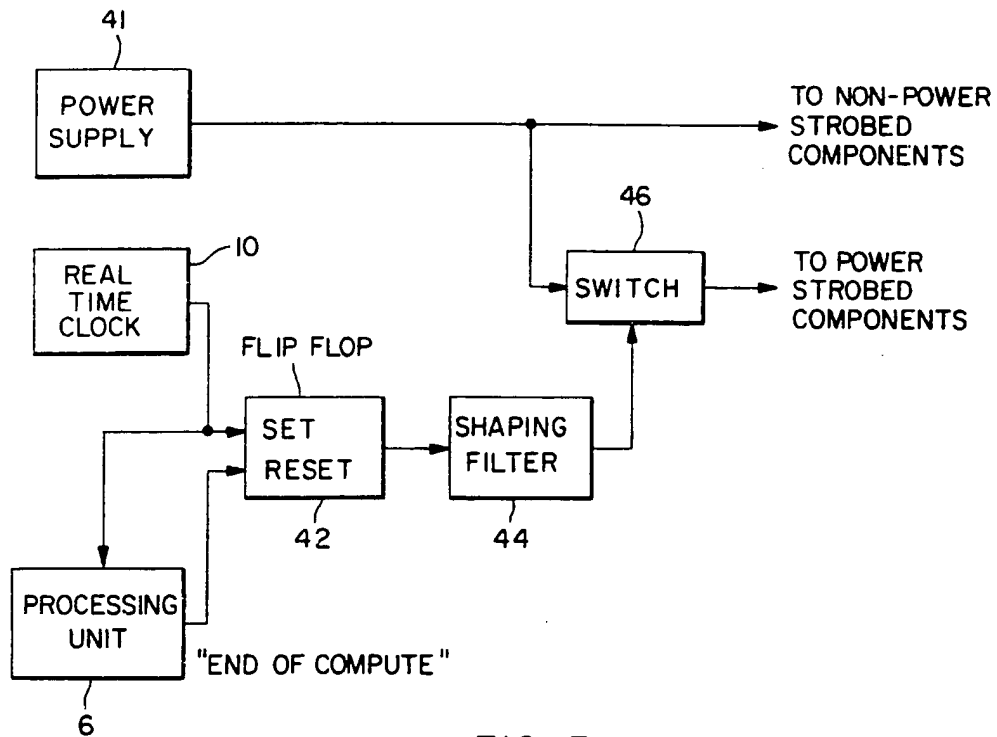 41
POWER
SUPPLY
TO NON-POWER
STROBED
COMPONENTS
46
10
REAL
TIME
CLOCK
SWITCH
TO POWER
STROBED
COMPONENTS
FLIP FLOP
SET
RESET
SHAPING
FILTER
42
44
PROCESSING
UNIT
"END OF COMPUTE"
6